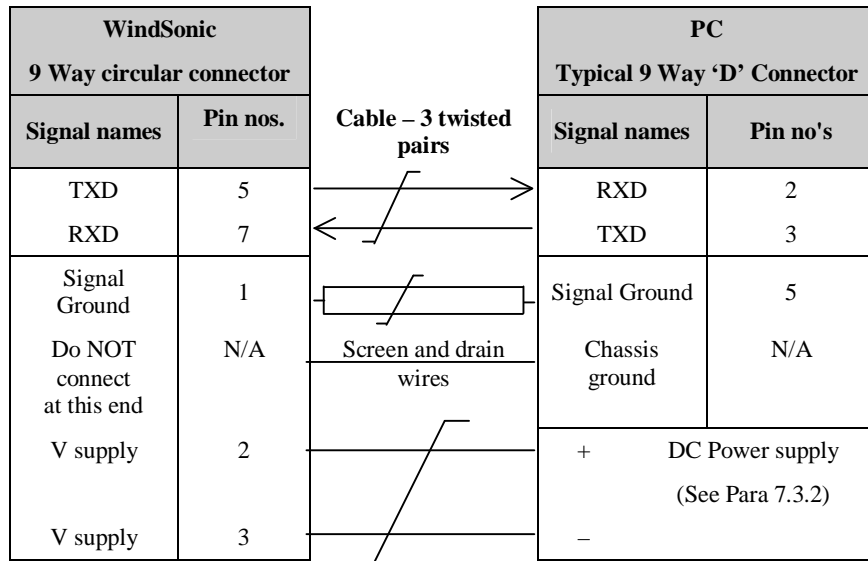 WindSonic
9 Way circular connector
PC
Typical 9 Way ‘D’ Connector
Signal names
Pin nos.
Cable – 3 twisted
pairs
Signal names
Pin no's
TXD 5 RXD 2
RXD 7 TXD 3
Signal
Ground
1
Signal Ground 5
Do NOT
connect
at this end
N/A
Screen and drain
wires
Chassis
ground
N/A
V supply 2 + DC Power supply
(See Para 7.3.2)
V supply 3 –